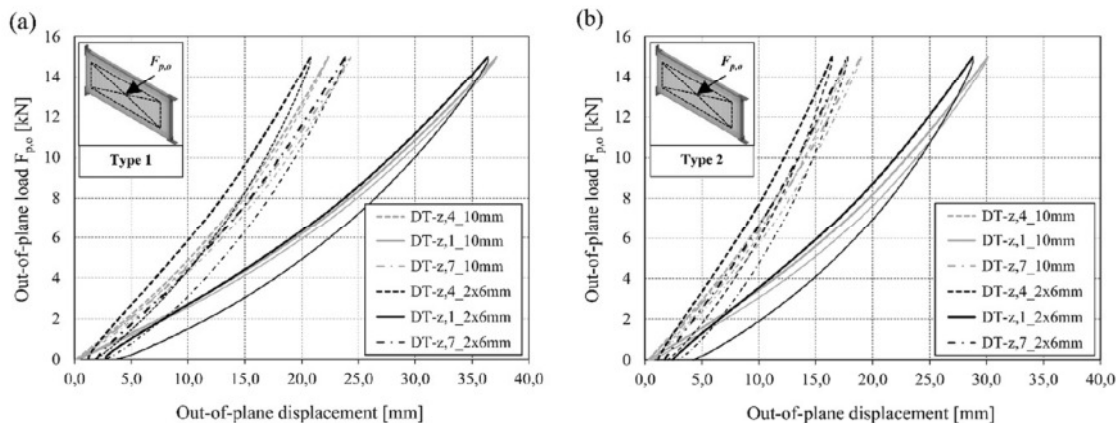 (a)
16
14
12
10
8
6
4
2
0
Out-of-plane load Fp,o [kN]
Fp,o
Type 1
DT-z,4_10mm
DT-z,1_10mm
DT-z,7_10mm
DT-z,4_2x6mm
DT-z,1_2x6mm
DT-z,7_2x6mm
0,0 5,0 10,0 15,0 20,0 25,0 30,0 35,0 40,0
Out-of-plane displacement [mm]
(b)
16
14
12
10
8
6
4
2
0
Out-of-plane load Fp,o [kN]
Fp,o
Type 2
DT-z,4_10mm
DT-z,1_10mm
DT-z,7_10mm
DT-z,4_2x6mm
DT-z,1_2x6mm
DT-z,7_2x6mm
0,0 5,0 10,0 15,0 20,0 25,0 30,0 35,0 40,0
Out-of-plane displacement [mm]